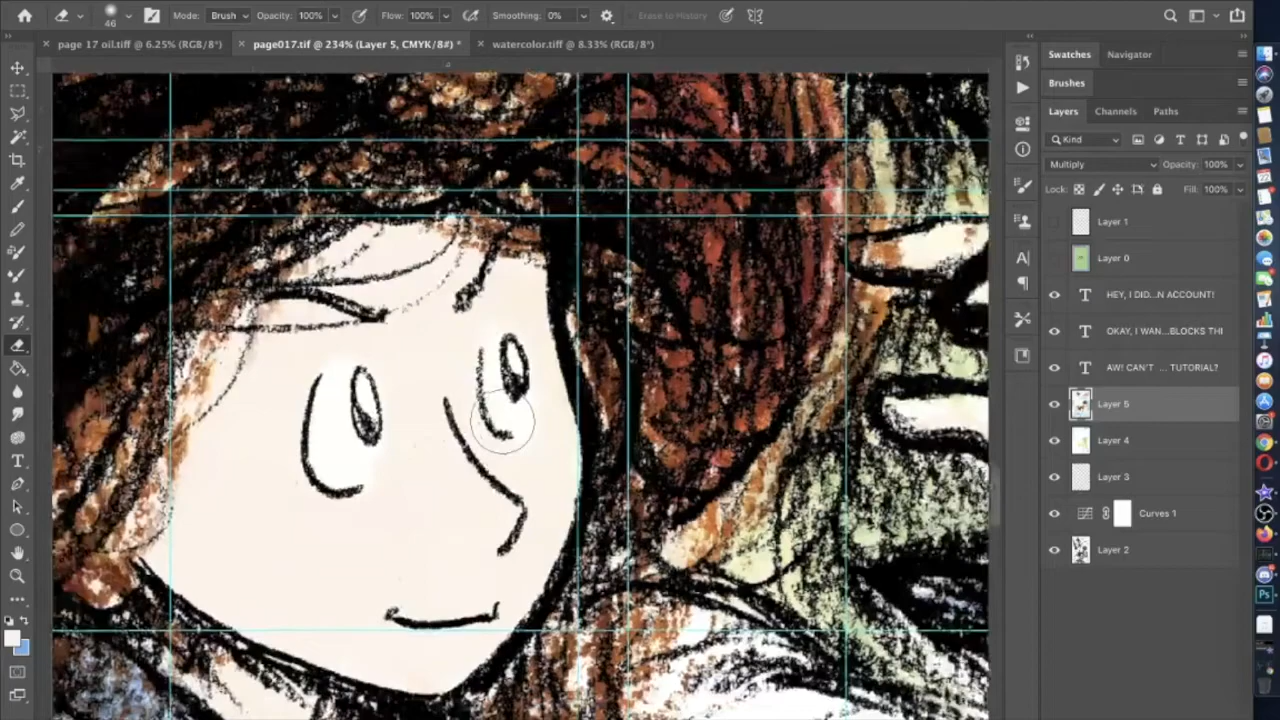 46 Mode: Brush Opacity: 100% Flow: 100% Smoothing: 0% Erase to History
page 17 oil.tiff @ 6.25% (RGB/8*) page017.tif @ 234% (Layer 5, CMYK/8#) * watercolor.tiff @ 8.33% (RGB/8*)
Swatches Navigator
Brushes
Layers Channels Paths
Kind
Multiply Opacity: 100%
Lock: Fill: 100%
Layer 1
Layer 0
HEY, I DID...N ACCOUNT!
OKAY, I WAN...BLOCKS THI
AW! CAN'T ... TUTORIAL?
Layer 5
Layer 4
Layer 3
Curves 1
Layer 2
Ps